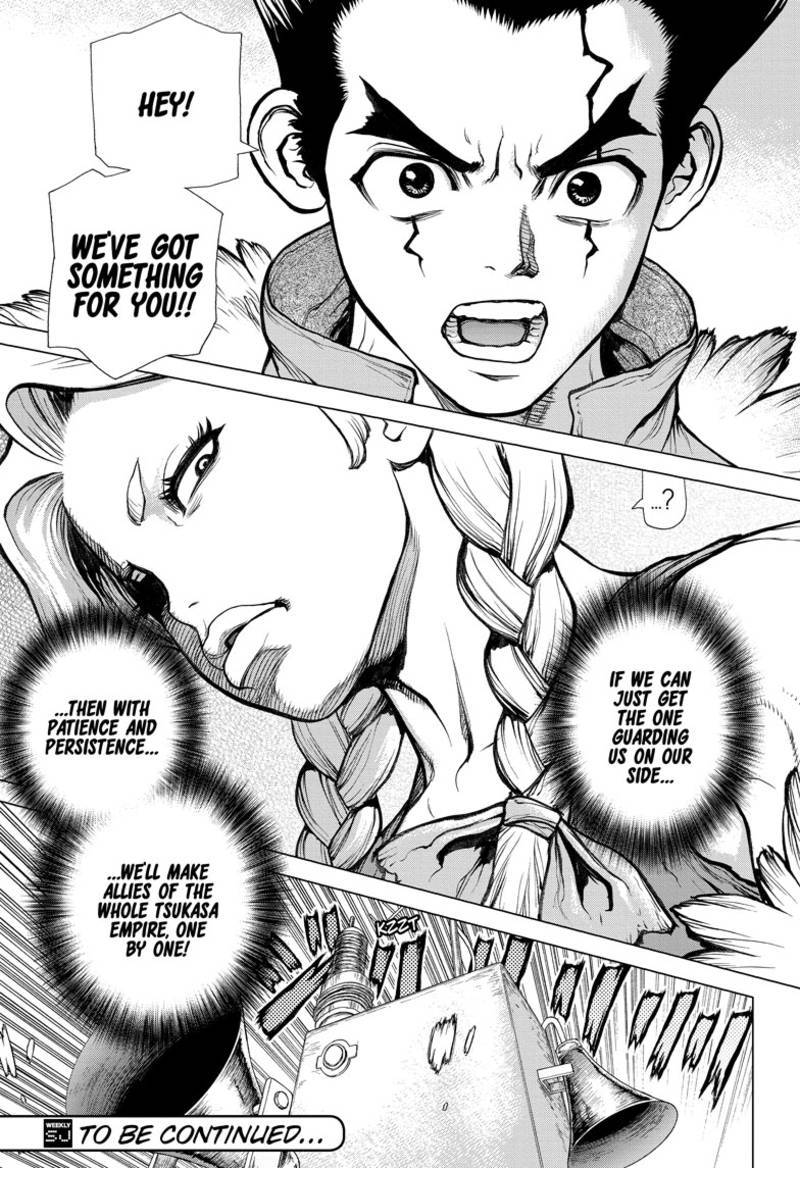 HEY!
WE'VE GOT
SOMETHING
FOR YOU!!
...?
IF WE CAN
JUST GET
THE ONE
GUARDING
US ON OUR
SIDE...
...THEN WITH
PATIENCE AND
PERSISTENCE...
...WE'LL MAKE
ALLIES OF THE
WHOLE TSUKASA
EMPIRE, ONE
BY ONE!
KZZT
WEEKLY
SJ
TO BE CONTINUED...